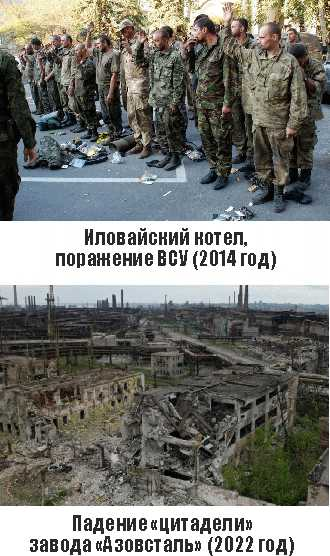 Иловайский котел,
поражение ВСУ (2014 год)
Падение «цитадели»
завода «Азовсталь» (2022 год)